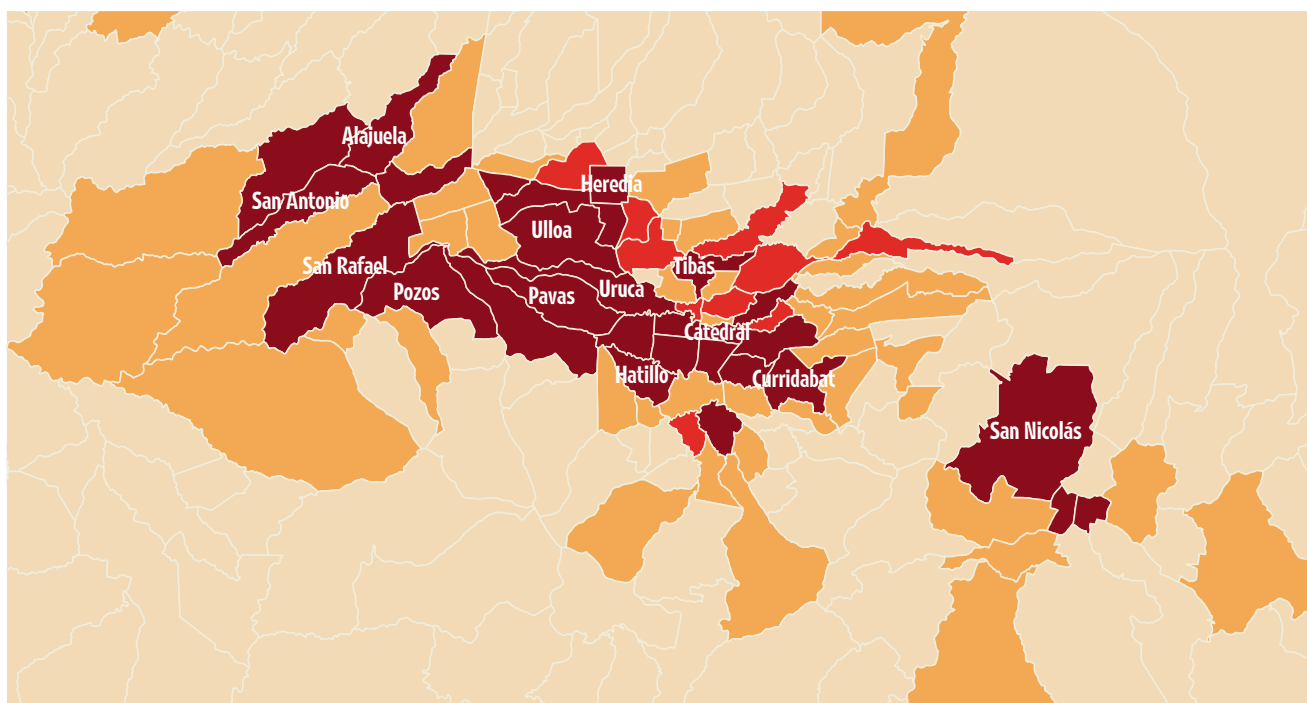 Alajuela
Heredia
San Antonio
Ulloa
San Rafael
Tibás
Pozos
Pavas
Uruca
Catedral
Hatillo
Curridabat
San Nicolás